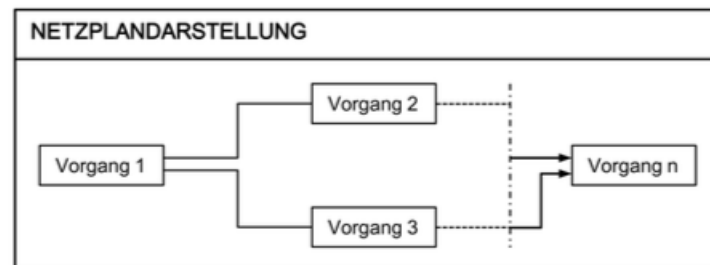 NETZPLANDARSTELLUNG
Vorgang 2
Vorgang 1
Vorgang n
Vorgang 3